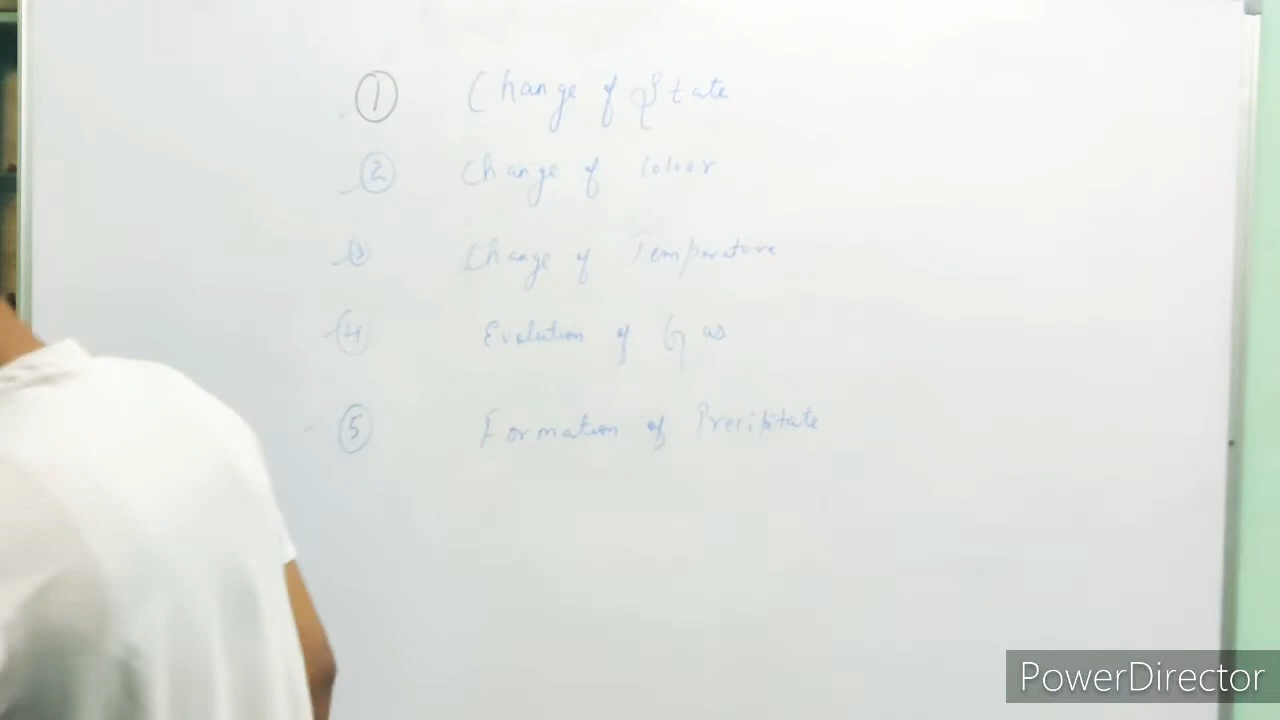 ① Change of State
② Change of Colour
③ Change of Temperature
④ Evolution of Gas
⑤ Formation of Precipitate
PowerDirector